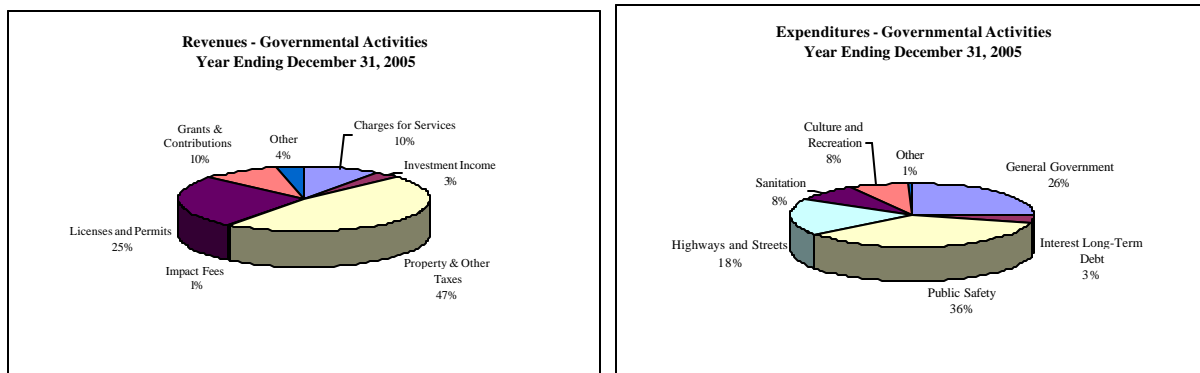 Revenues - Governmental Activities
Year Ending December 31, 2005
Grants &
Contributions
10%
Other
4%
Charges for Services
10%
Investment Income
3%
Licenses and Permits
25%
Impact Fees
1%
Property & Other
Taxes
47%
Expenditures - Governmental Activities
Year Ending December 31, 2005
Culture and
Recreation
8%
Other
1%
General Government
26%
Sanitation
8%
Highways and Streets
18%
Interest Long-Term
Debt
3%
Public Safety
36%